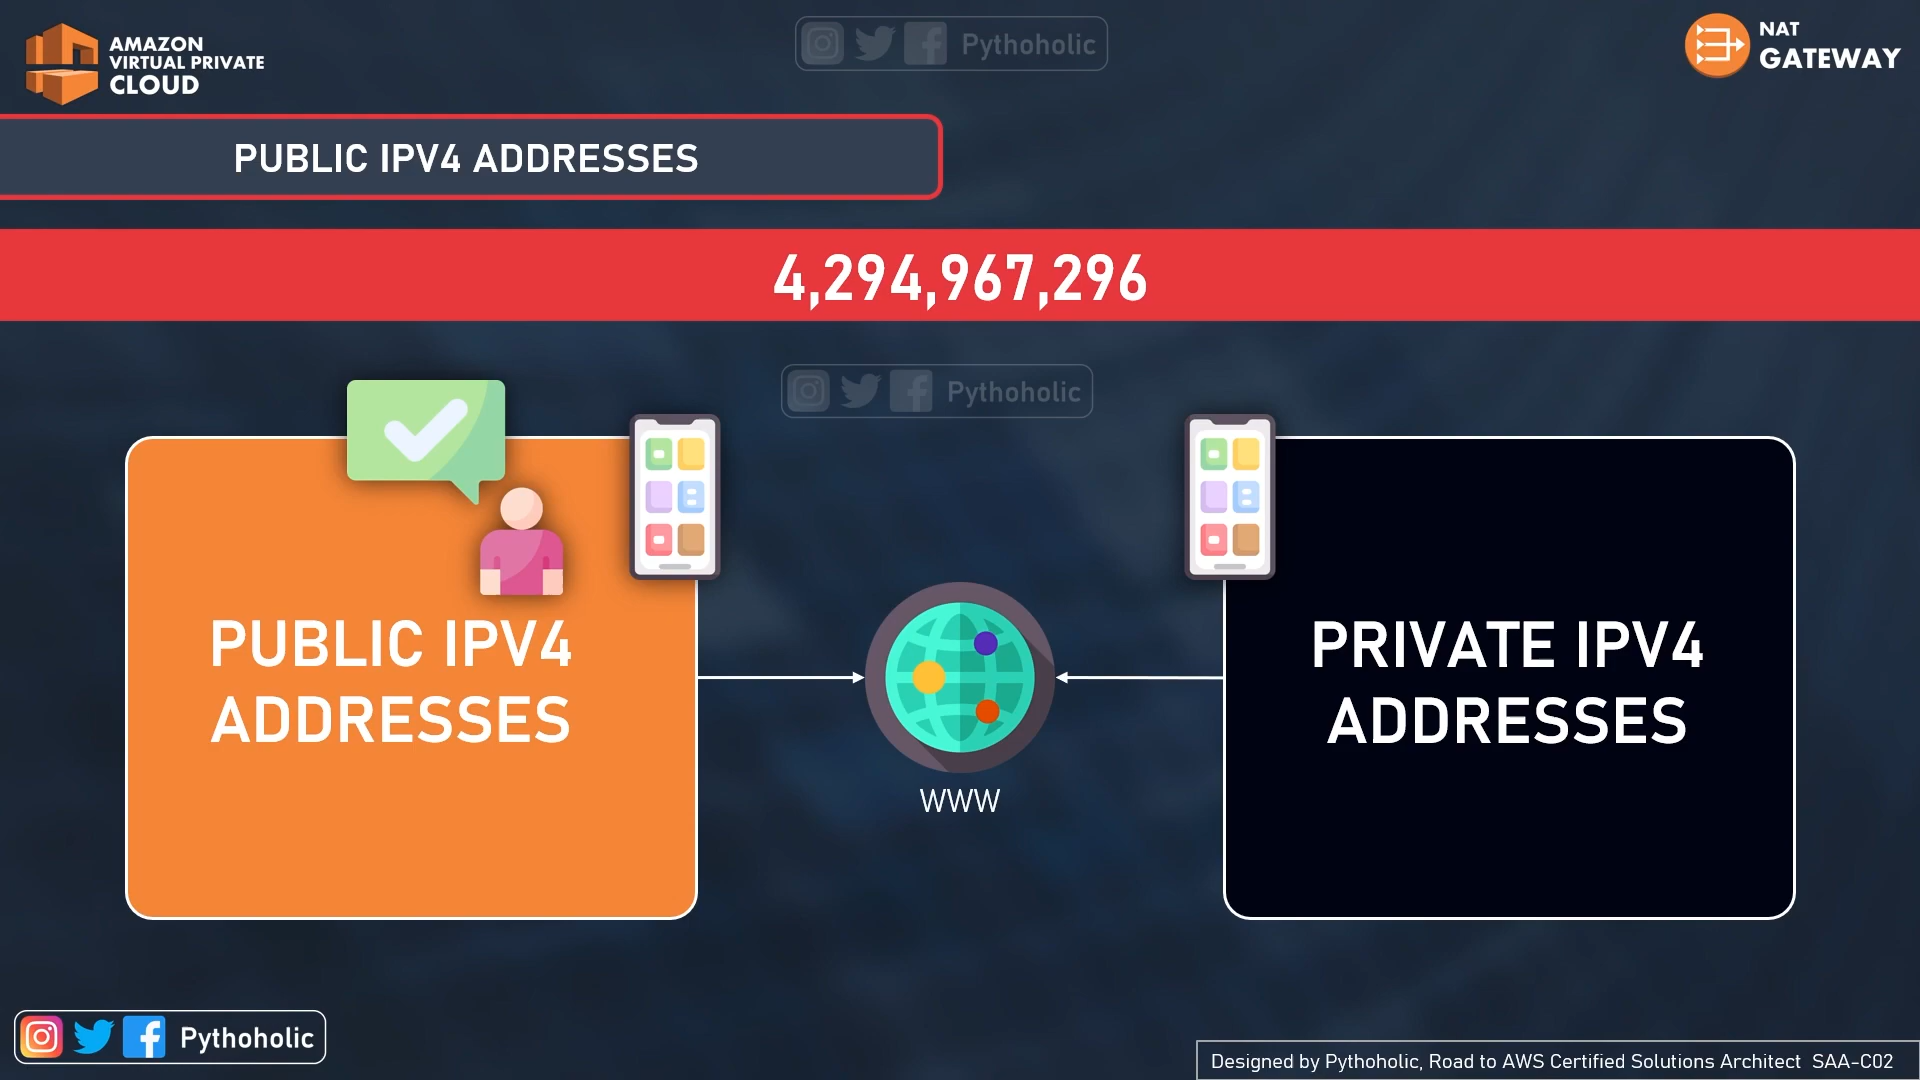 AMAZON
VIRTUAL PRIVATE
CLOUD
Pythoholic
NAT
GATEWAY
PUBLIC IPV4 ADDRESSES
4,294,967,296
Pythoholic
PUBLIC IPV4
ADDRESSES
WWW
PRIVATE IPV4
ADDRESSES
Pythoholic
Designed by Pythoholic, Road to AWS Certified Solutions Architect SAA-C02